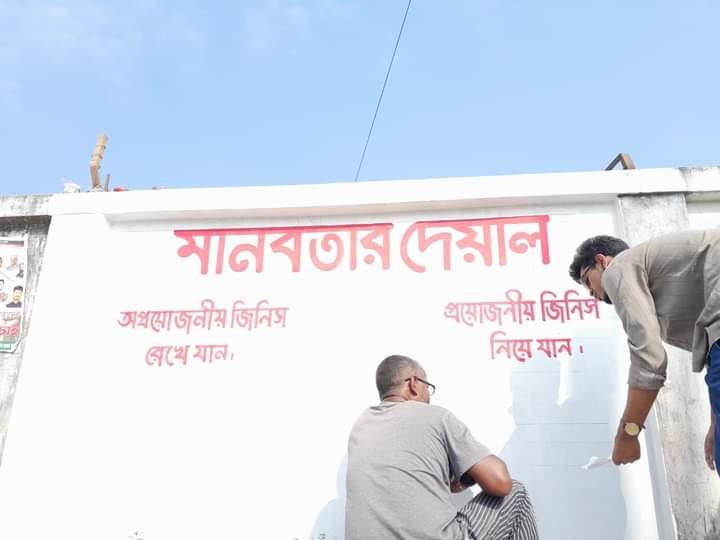 মানবতার দেয়াল
অপ্রয়োজনীয় জিনিস
রেখে যান।
প্রয়োজনীয় জিনিস
নিয়ে যান।